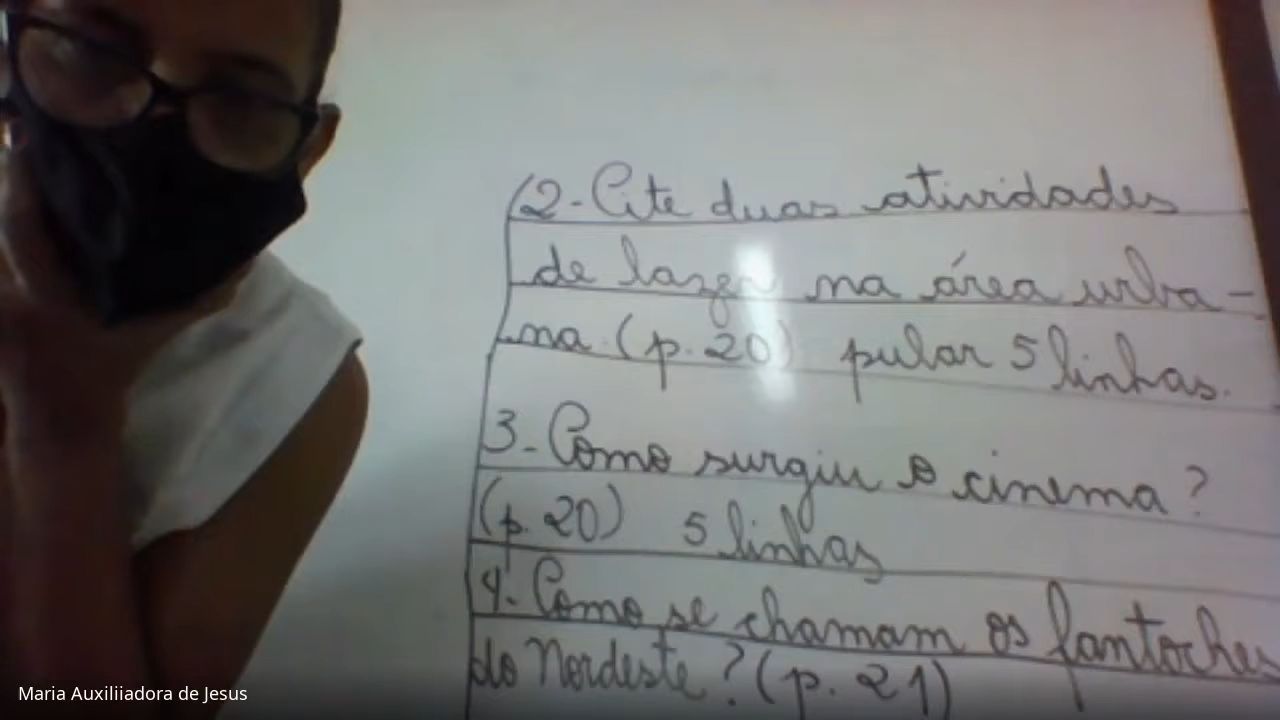 2- Cite duas atividades
de lazer na área urba-
na. (p. 20) pular 5 linhas.
3- Como surgiu o cinema?
(p. 20) 5 linhas
4- Como se chamam os fantoches
do Nordeste? (p. 21)
Maria Auxiliiadora de Jesus